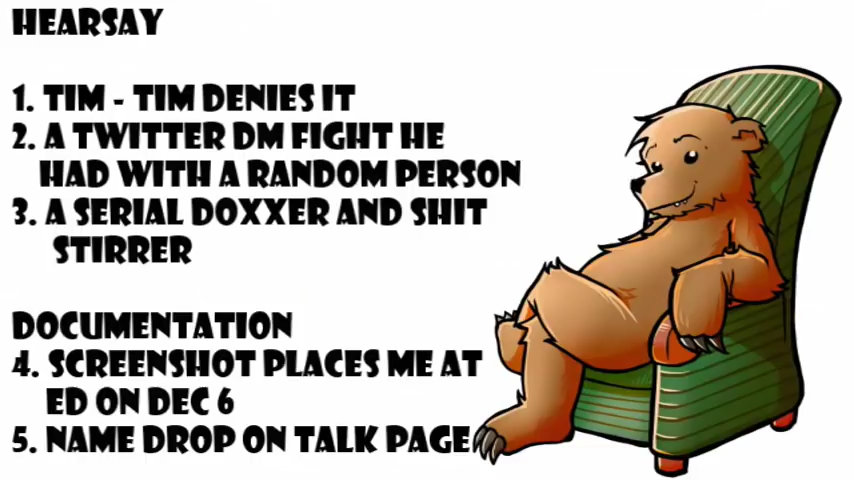 HEARSAY
1. TIM - TIM DENIES IT
2. A TWITTER DM FIGHT HE
HAD WITH A RANDOM PERSON
3. A SERIAL DOXXER AND SHIT
STIRRER
DOCUMENTATION
4. SCREENSHOT PLACES ME AT
ED ON DEC 6
5. NAME DROP ON TALK PAGE